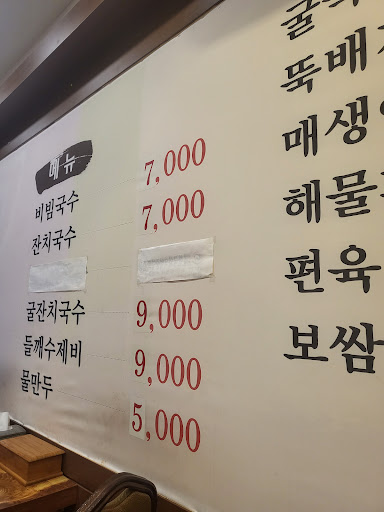 메뉴
비빔국수 7,000
잔치국수 7,000
굴잔치국수 9,000
들깨수제비 9,000
물만두 5,000
뚝배
매생
해물
편육
보쌈